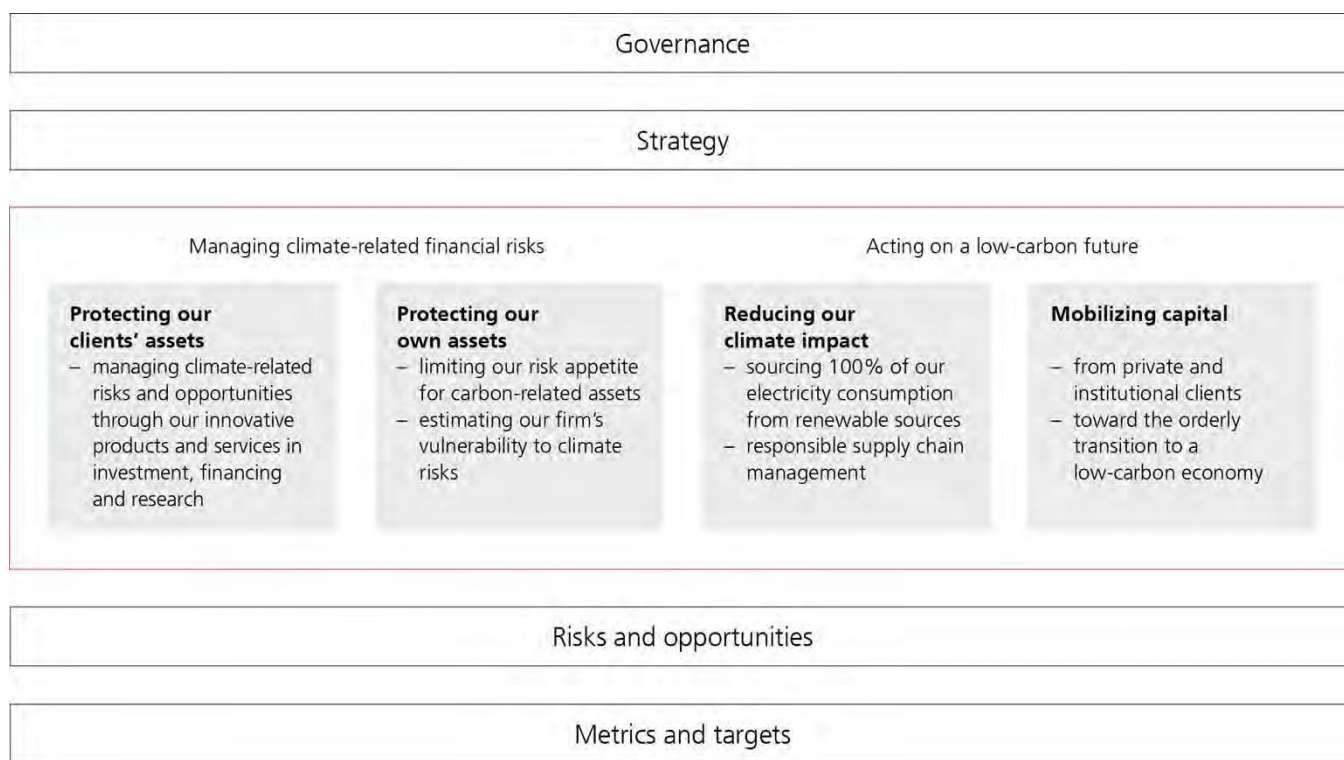 Governance
Strategy
Managing climate-related financial risks
Acting on a low-carbon future
Protecting our
clients’ assets
– managing climate-related
risks and opportunities
through our innovative
products and services in
investment, financing
and research
Protecting our
own assets
– limiting our risk appetite
for carbon-related assets
– estimating our firm’s
vulnerability to climate
risks
Reducing our
climate impact
– sourcing 100% of our
electricity consumption
from renewable sources
– responsible supply chain
management
Mobilizing capital
– from private and
institutional clients
– toward the orderly
transition to a
low-carbon economy
Risks and opportunities
Metrics and targets